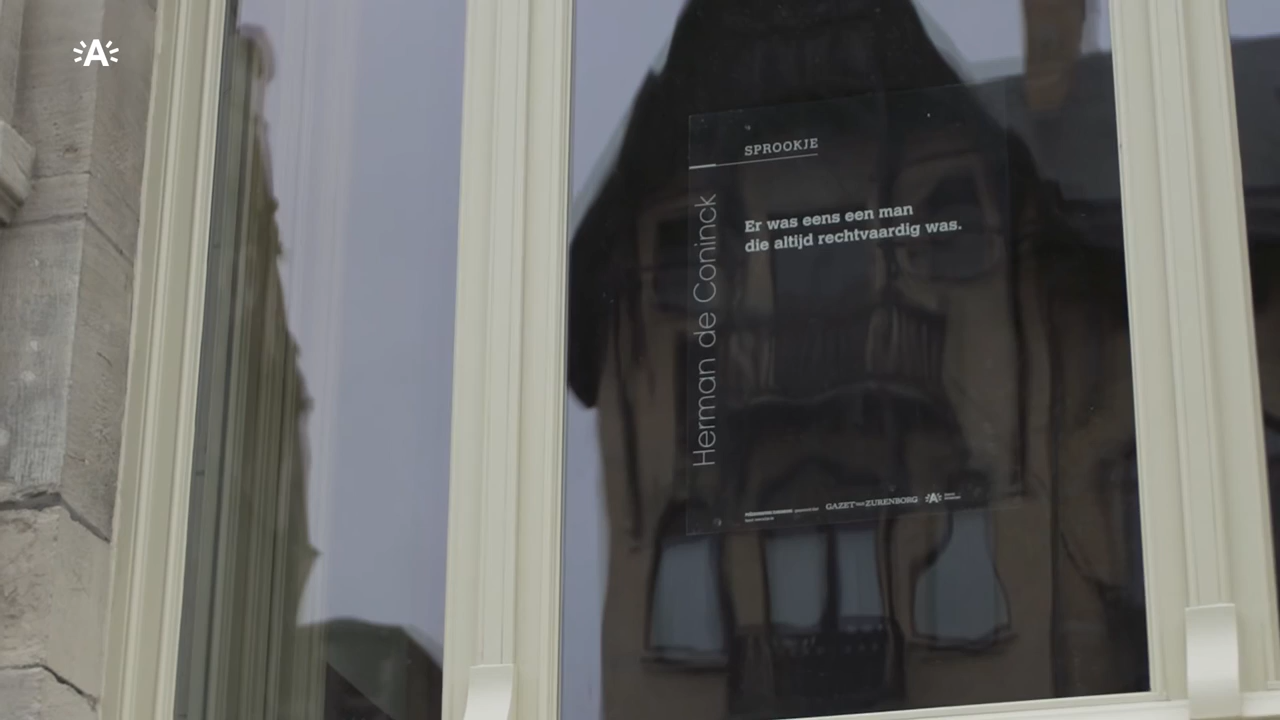 A
SPROOKJE
Er was eens een man
die altijd rechtvaardig was.
Herman de Coninck
GAZET VAN ZURENBORG
A